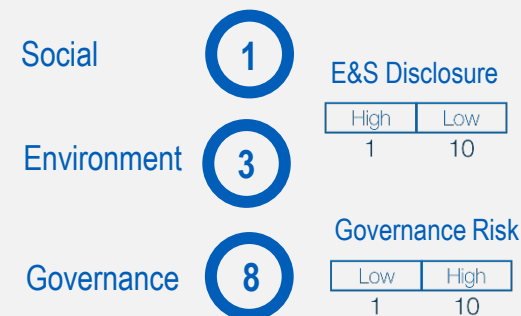 Social
1
E&S Disclosure
High Low
1 10
Environment
3
Governance Risk
Governance
8
Low High
1 10